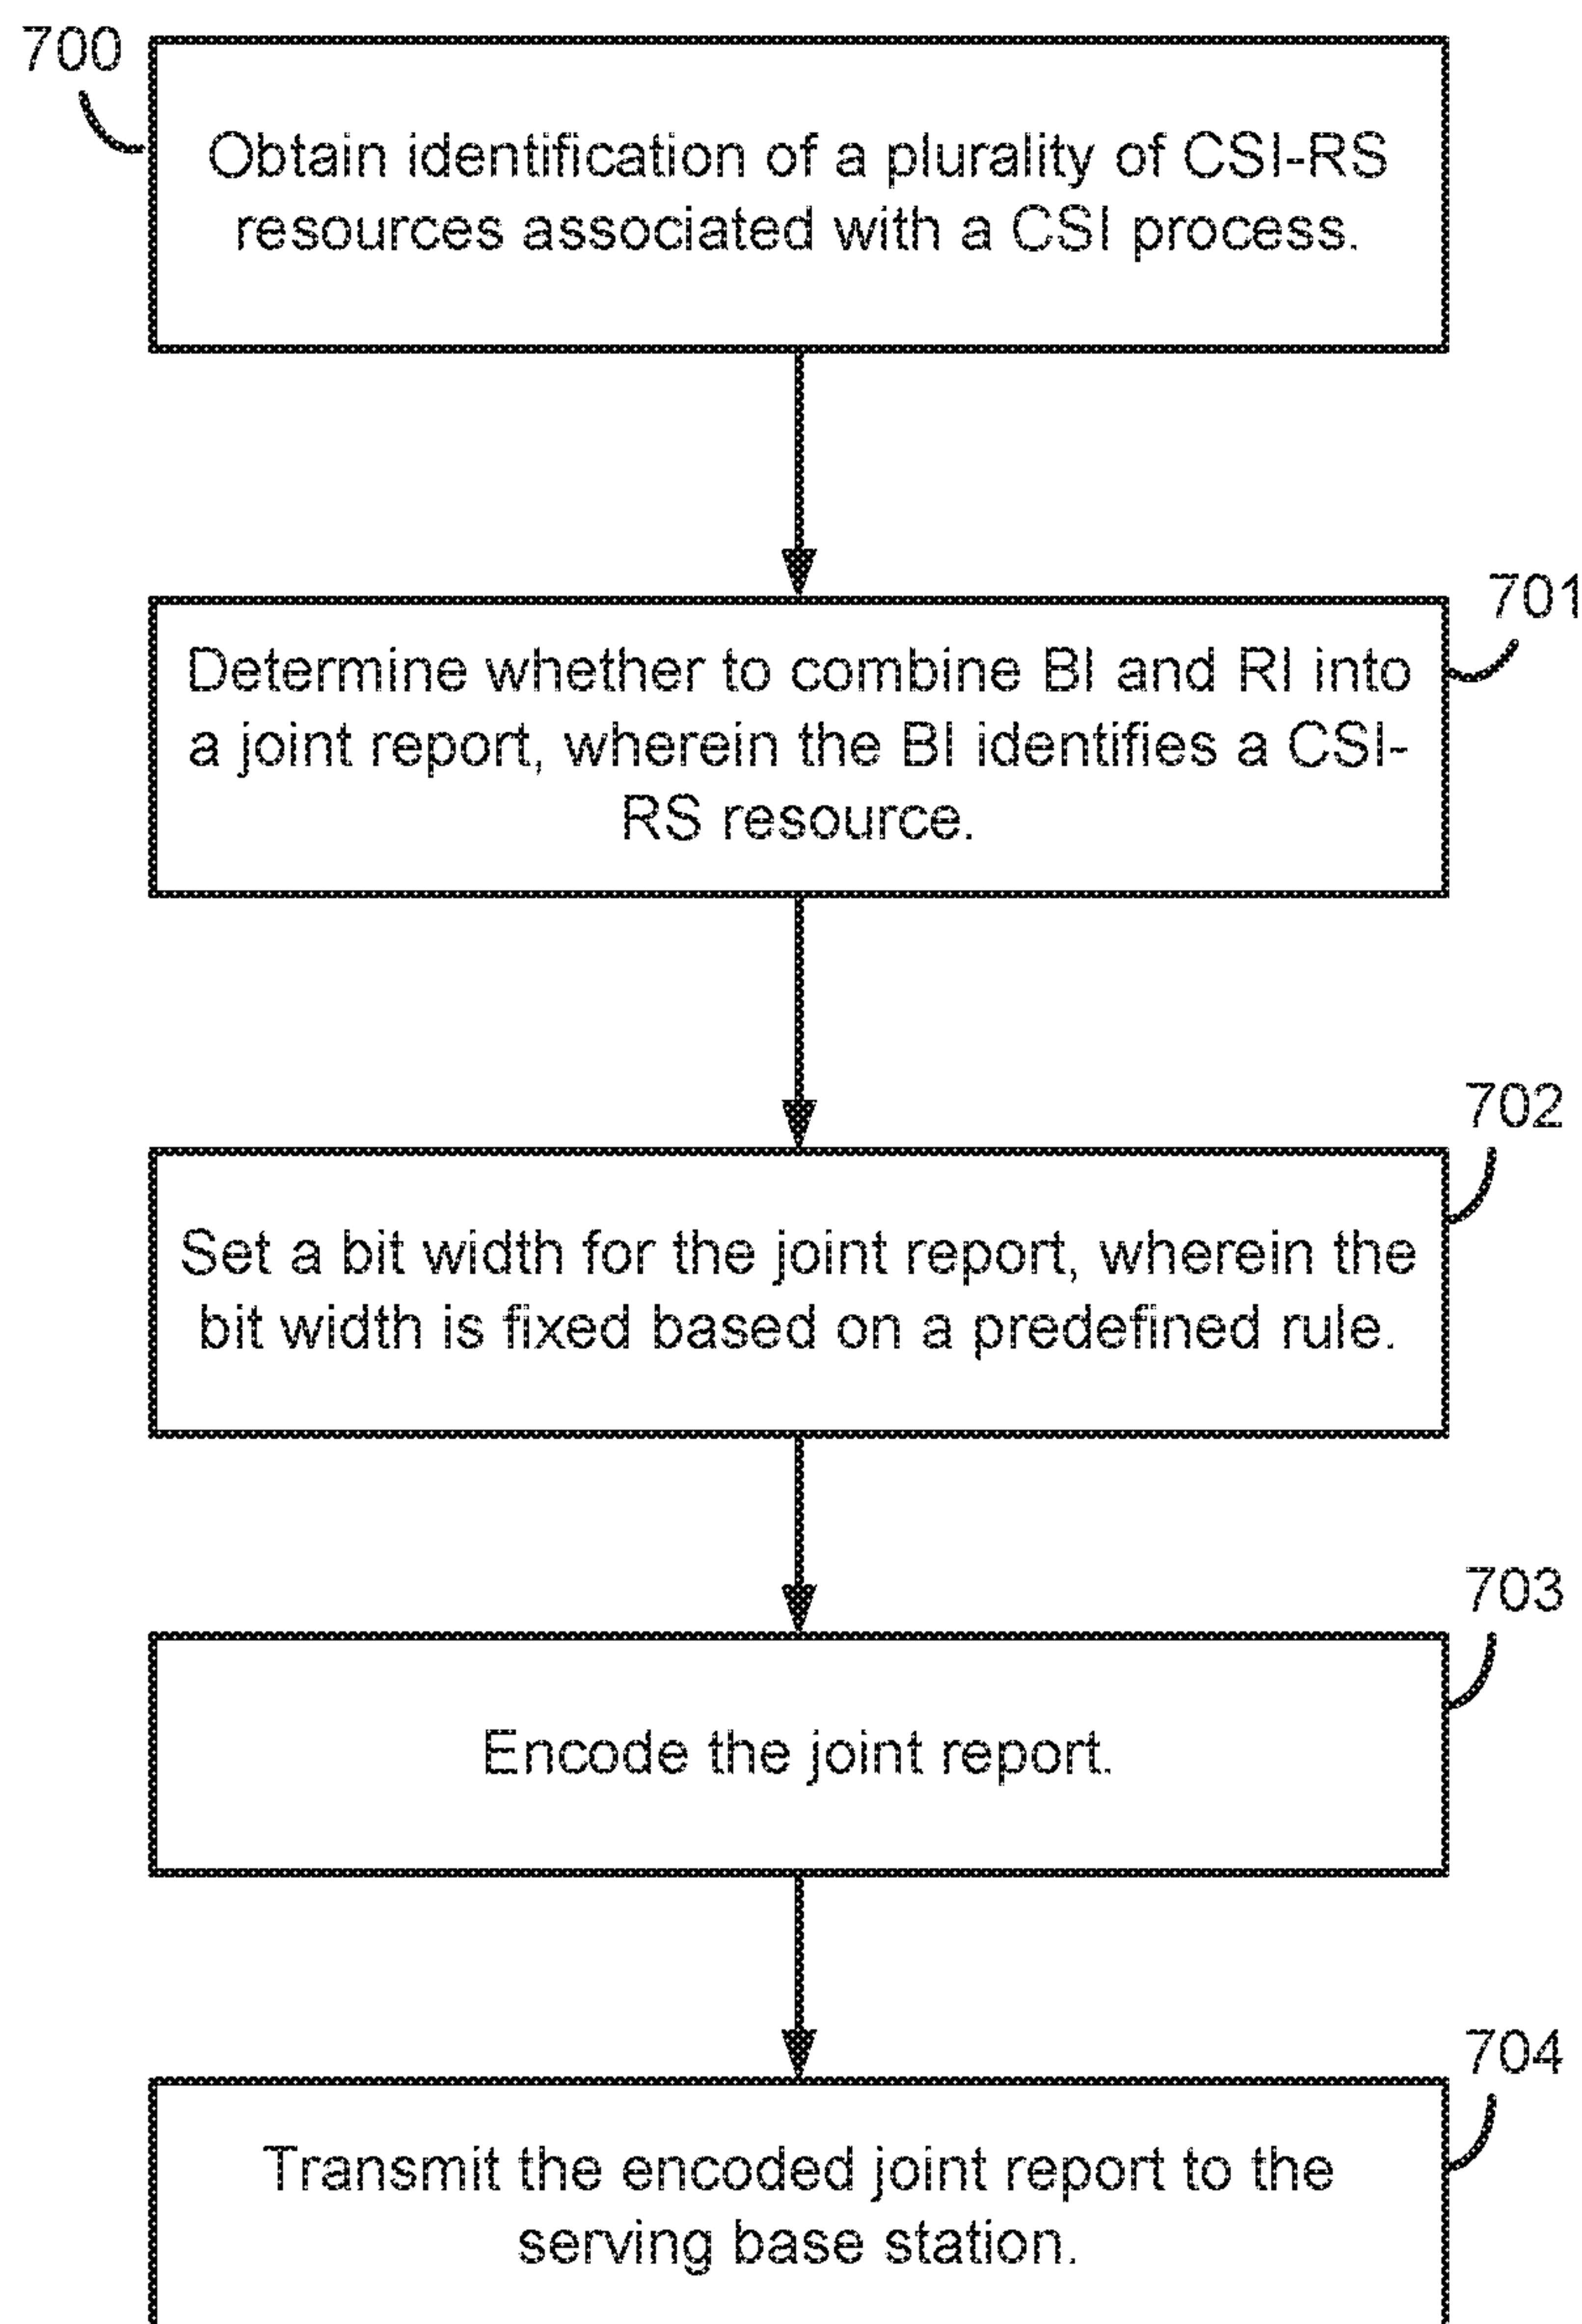 700
Obtain identification of a plurality of CSI-RS
resources associated with a CSI process.
701
Determine whether to combine BI and RI into
a joint report, wherein the BI identifies a CSI-
RS resource.
702
Set a bit width for the joint report, wherein the
bit width is fixed based on a predefined rule.
703
Encode the joint report.
704
Transmit the encoded joint report to the
serving base station.